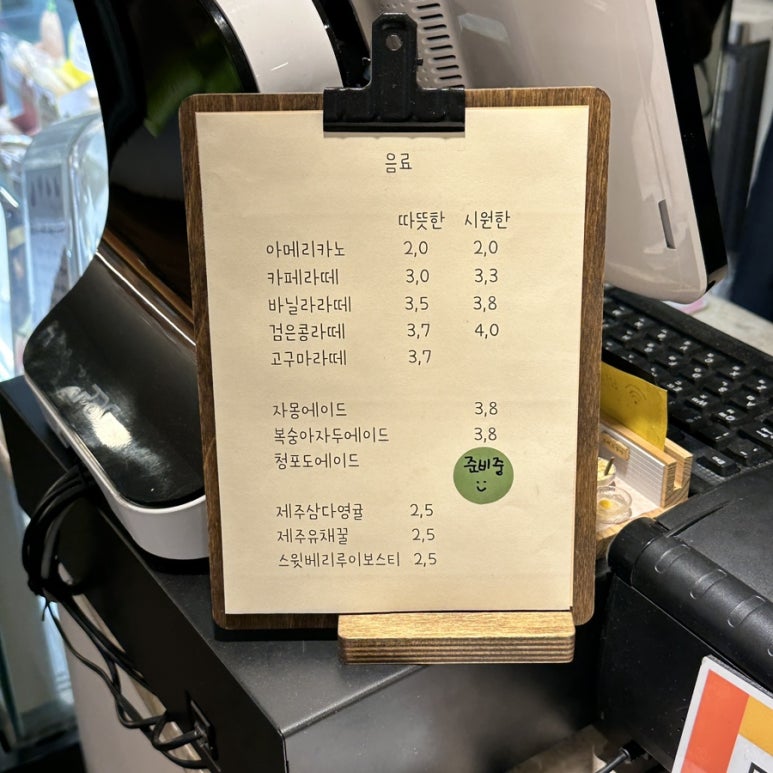 음료
따뜻한 시원한
아메리카노 2,0 2,0
카페라떼 3,0 3,3
바닐라라떼 3,5 3,8
검은콩라떼 3,7 4,0
고구마라떼 3,7
자몽에이드 3,8
복숭아자두에이드 3,8
청포도에이드 준비중
제주삼다영귤 2,5
제주유채꿀 2,5
스윗베리루이보스티 2,5